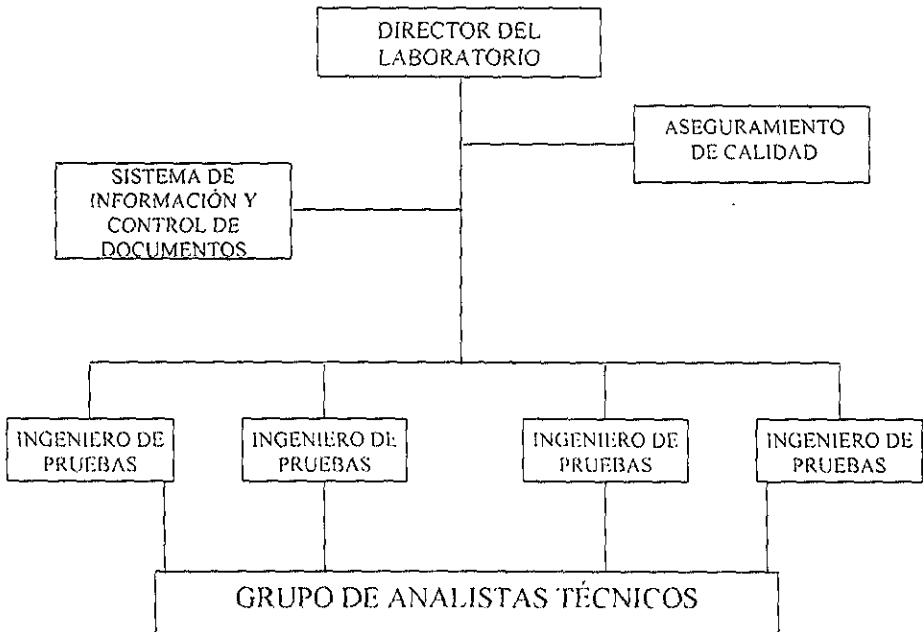 DIRECTOR DEL
LABORATORIO
ASEGURAMIENTO
DE CALIDAD
SISTEMA DE
INFORMACIÓN Y
CONTROL DE
DOCUMENTOS
INGENIERO DE
PRUEBAS
INGENIERO DE
PRUEBAS
INGENIERO DE
PRUEBAS
INGENIERO DE
PRUEBAS
GRUPO DE ANALISTAS TÉCNICOS